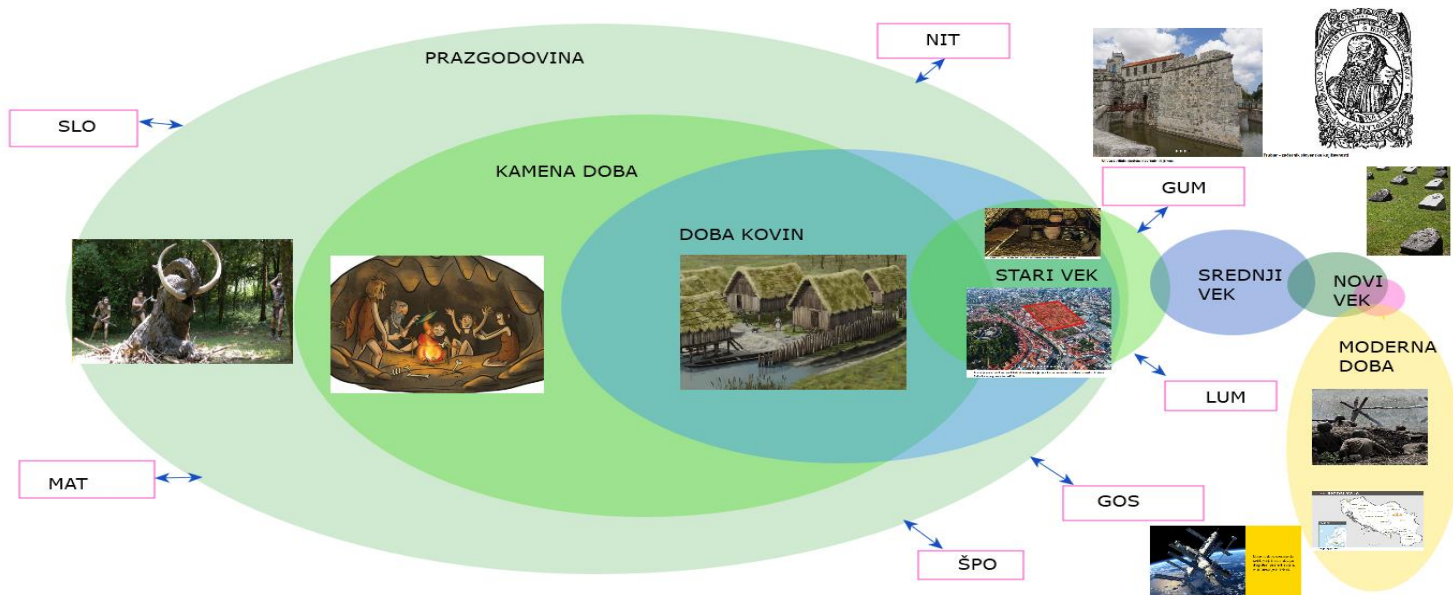 PRAZGODOVINA
NIT
SLO
KAMENA DOBA
GUM
DOBA KOVIN
STARI VEK
SREDNJI
VEK
NOVI
VEK
MODERNA
DOBA
LUM
MAT
GOS
ŠPO